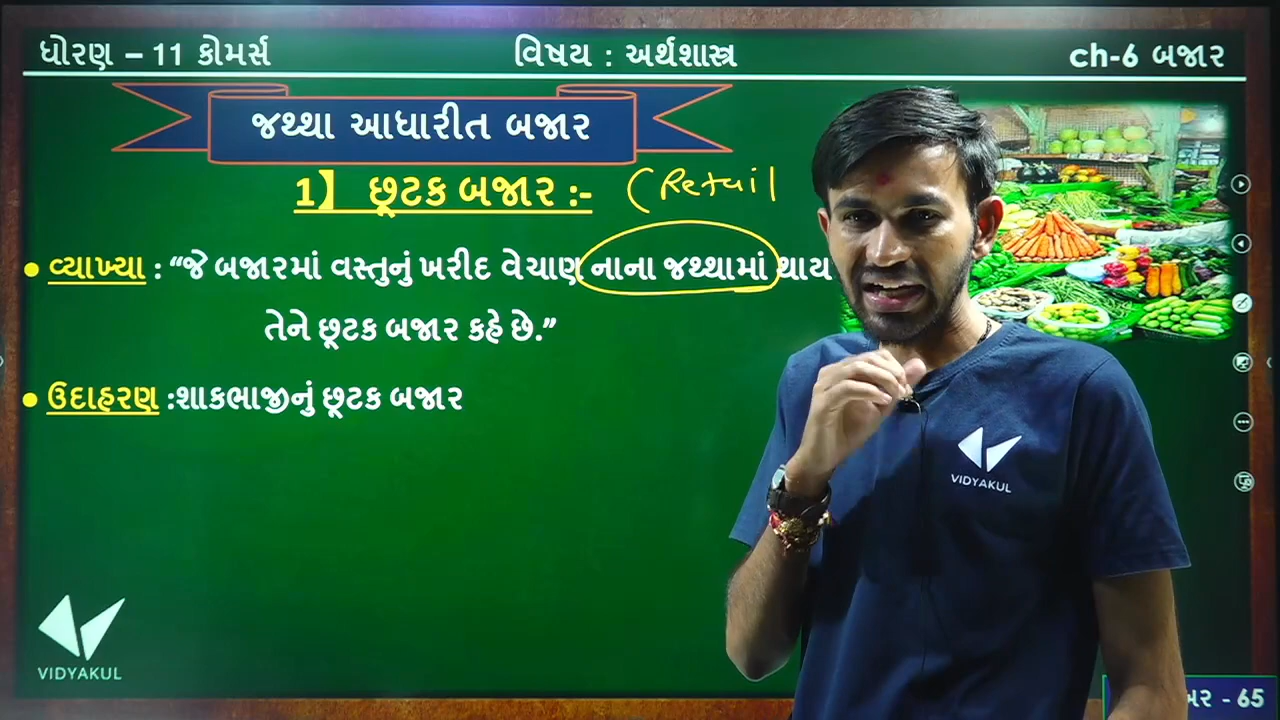 ધોરણ – 11 કોમર્સ વિષય : અર્થશાસ્ત્ર ch-6 બજાર
જથ્થા આધારીત બજાર
1】 છૂટક બજાર :- (Retail
• વ્યાખ્યા : “જે બજારમાં વસ્તુનું ખરીદ વેચાણ નાના જથ્થામાં થાય
તેને છૂટક બજાર કહે છે.”
• ઉદાહરણ :શાકભાજીનું છૂટક બજાર
VIDYAKUL
VIDYAKUL
- 65